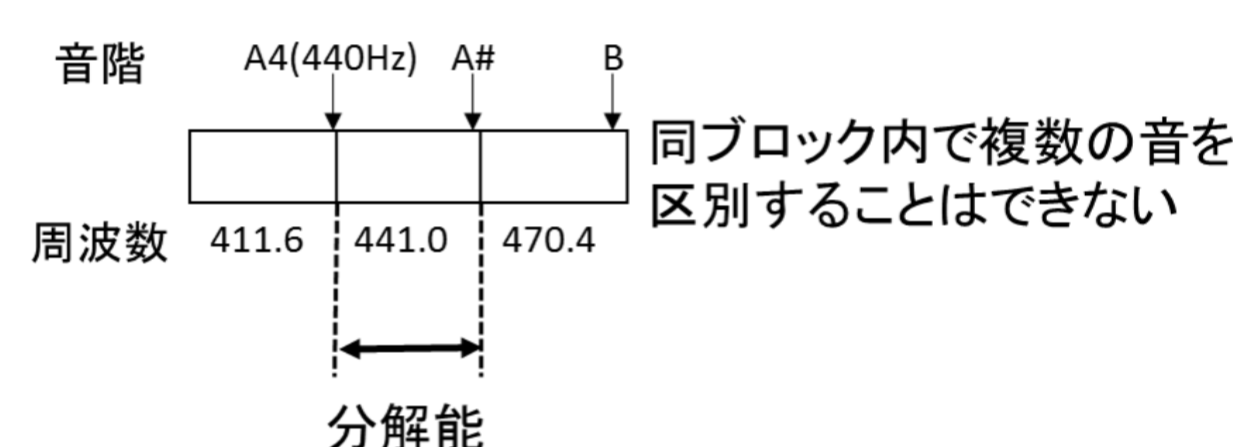 音階 A4(440Hz) A# B
同ブロック内で複数の音を
区別することはできない
周波数 411.6 441.0 470.4
分解能